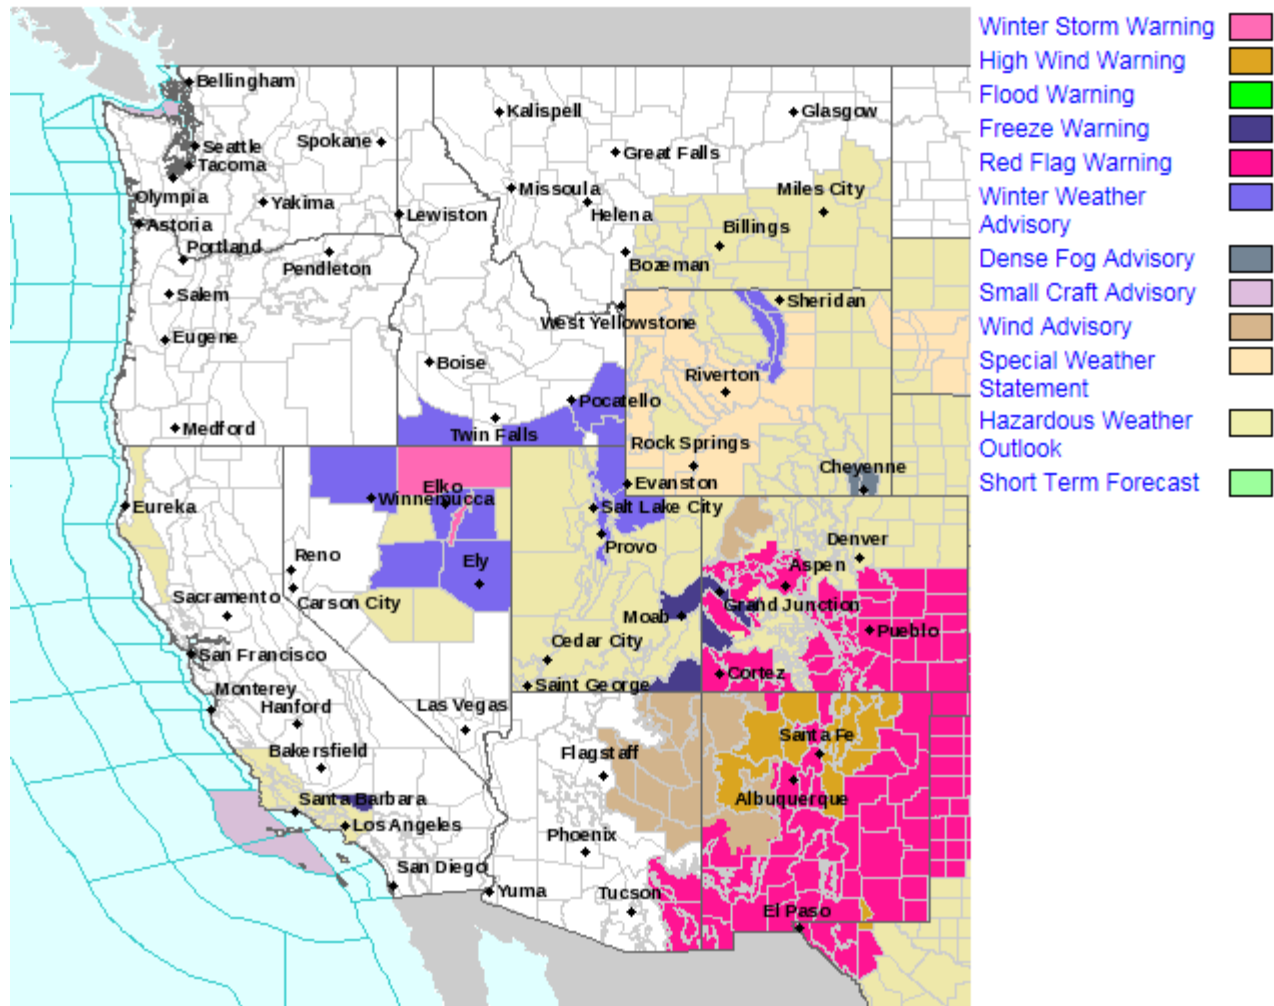 Bellingham
Seattle
Tacoma
Olympia
Astoria
Yakima
Spokane
Lewiston
Portland
Pendleton
Salem
Eugene
Medford
Kalispell
Great Falls
Glasgow
Missoula
Helena
Miles City
Billings
Bozeman
West Yellowstone
Sheridan
Boise
Pocatello
Twin Falls
Riverton
Rock Springs
Evanston
Cheyenne
Eureka
Winnemucca
Elko
Salt Lake City
Provo
Reno
Carson City
Ely
Sacramento
San Francisco
Monterey
Hanford
Bakersfield
Las Vegas
Moab
Cedar City
Saint George
Denver
Aspen
Grand Junction
Pueblo
Cortez
Santa Barbara
Los Angeles
San Diego
Yuma
Flagstaff
Phoenix
Tucson
Santa Fe
Albuquerque
El Paso
Winter Storm Warning
High Wind Warning
Flood Warning
Freeze Warning
Red Flag Warning
Winter Weather
Advisory
Dense Fog Advisory
Small Craft Advisory
Wind Advisory
Special Weather
Statement
Hazardous Weather
Outlook
Short Term Forecast